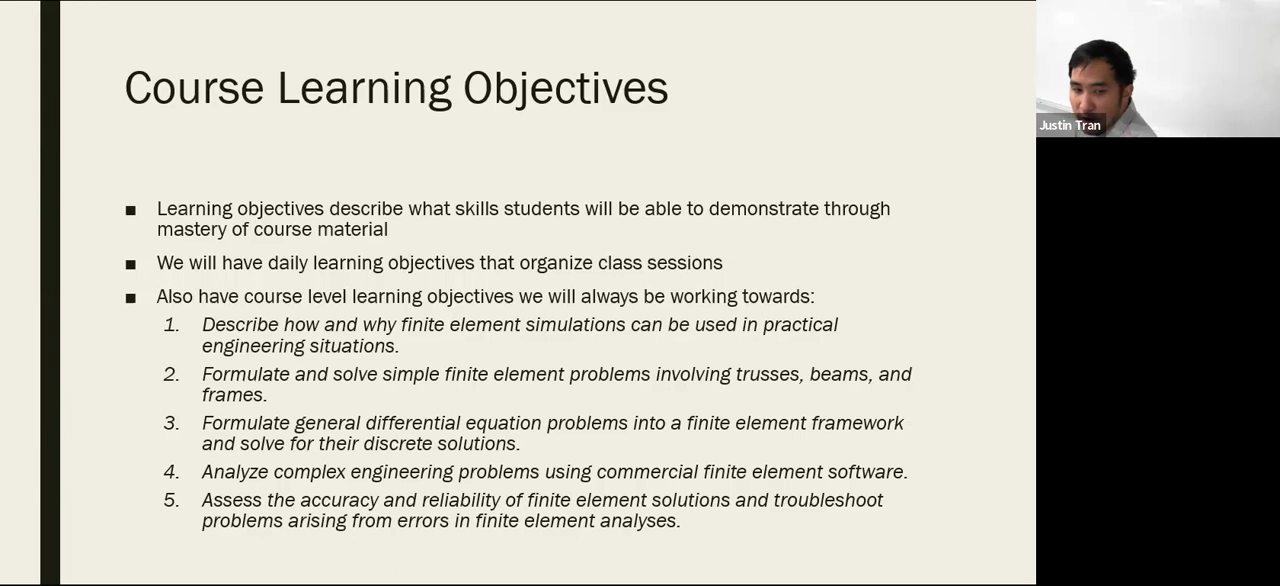 Course Learning Objectives
■ Learning objectives describe what skills students will be able to demonstrate through
mastery of course material
■ We will have daily learning objectives that organize class sessions
■ Also have course level learning objectives we will always be working towards:
1. Describe how and why finite element simulations can be used in practical
engineering situations.
2. Formulate and solve simple finite element problems involving trusses, beams, and
frames.
3. Formulate general differential equation problems into a finite element framework
and solve for their discrete solutions.
4. Analyze complex engineering problems using commercial finite element software.
5. Assess the accuracy and reliability of finite element solutions and troubleshoot
problems arising from errors in finite element analyses.
Justin Tran